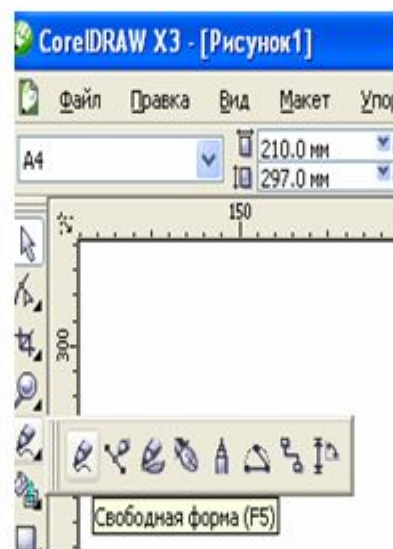 CorelDRAW X3 - [Рисунок1]
Файл Правка Вид Макет
A4
210.0 мм
297.0 мм
150
300
Свободная форма (F5)